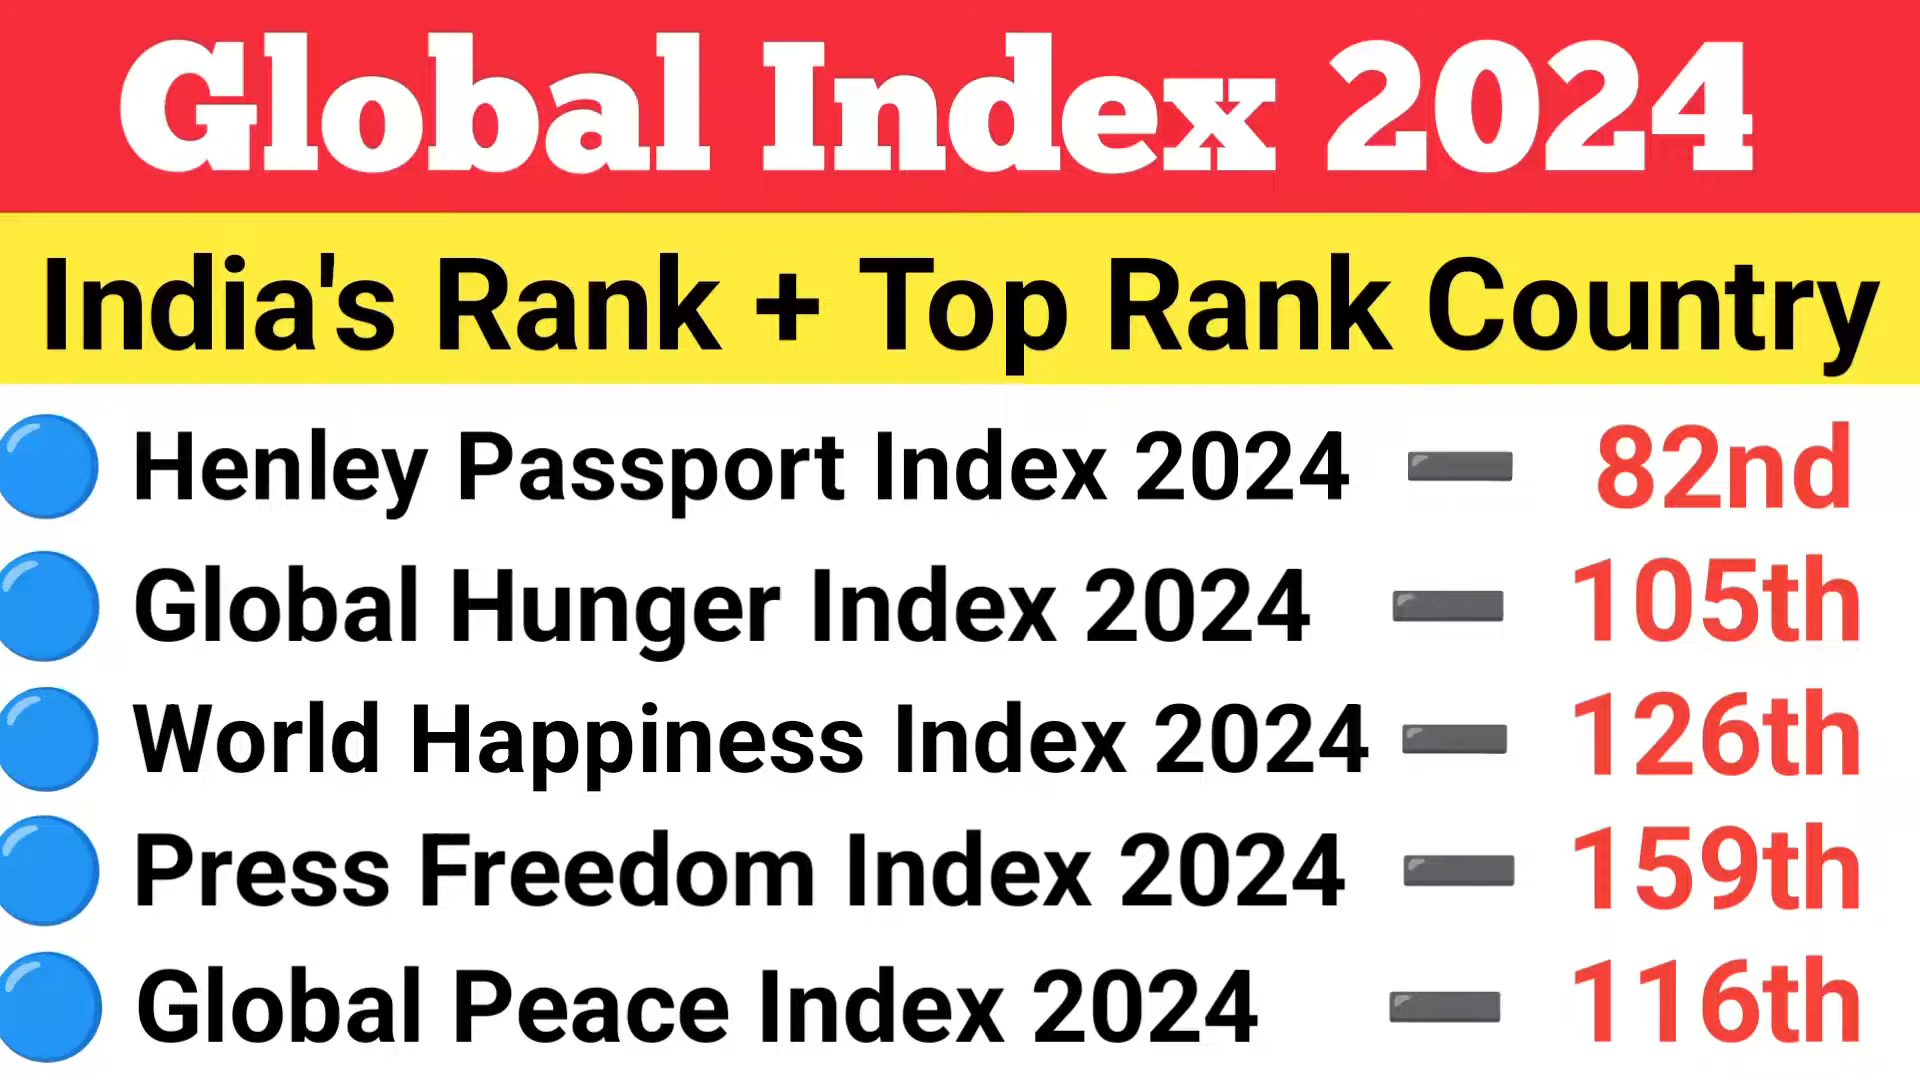 Global Index 2024
India's Rank + Top Rank Country
Henley Passport Index 2024 ➖ 82nd
Global Hunger Index 2024 ➖ 105th
World Happiness Index 2024 ➖ 126th
Press Freedom Index 2024 ➖ 159th
Global Peace Index 2024 ➖ 116th